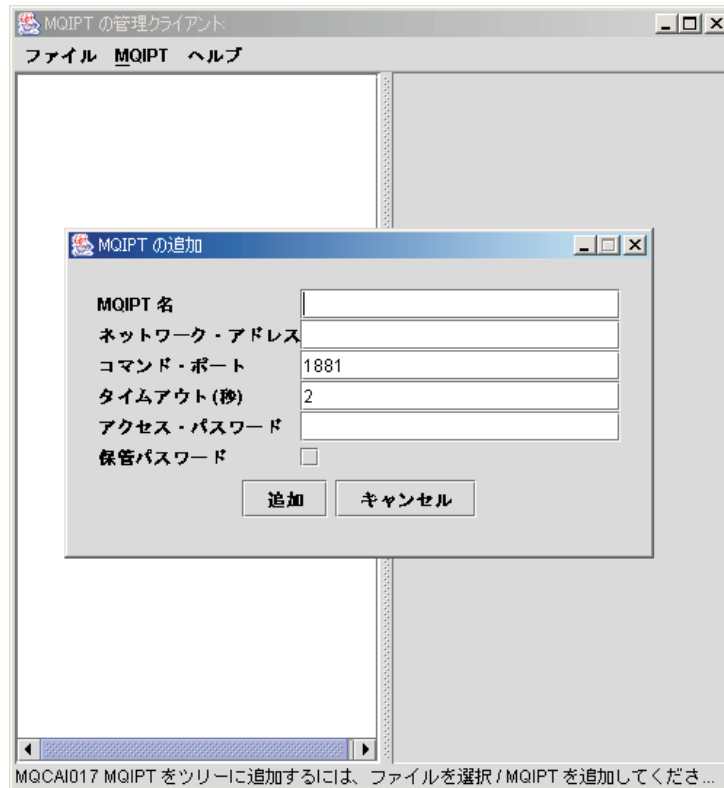 MQIPT の管理クライアント:
ファイル MQIPT ヘルプ
MQIPT の追加
MQIPT 名
ネットワーク・アドレス
コマンド・ポート 1881
タイムアウト(秒) 2
アクセス・パスワード
保管パスワード
追加 キャンセル
MQCAI017 MQIPT をツリーに追加するには、ファイルを選択 / MQIPT を追加してくださ...